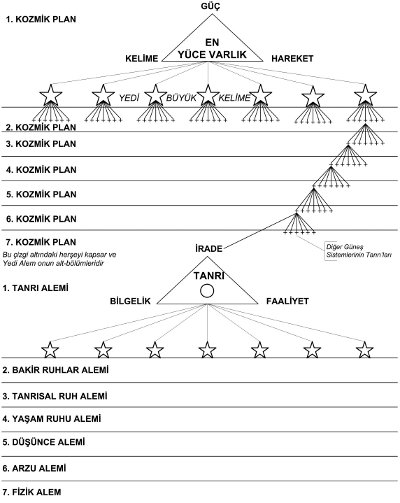 GÜÇ
1. KOZMİK PLAN
EN
YÜCE VARLIK
KELİME
HAREKET
YEDİ BÜYÜK KELİME
2. KOZMİK PLAN
3. KOZMİK PLAN
4. KOZMİK PLAN
5. KOZMİK PLAN
6. KOZMİK PLAN
7. KOZMİK PLAN
Bu çizgi altındaki herşeyi kapsar ve
Yedi Alem onun alt-bölümleridir
Diğer Güneş
Sistemlerinin Tanrıları
İRADE
TANRI
1. TANRI ALEMİ
BİLGELİK
FAALİYET
2. BAKİR RUHLAR ALEMİ
3. TANRISAL RUH ALEMİ
4. YAŞAM RUHU ALEMİ
5. DÜŞÜNCE ALEMİ
6. ARZU ALEMİ
7. FİZİK ALEM